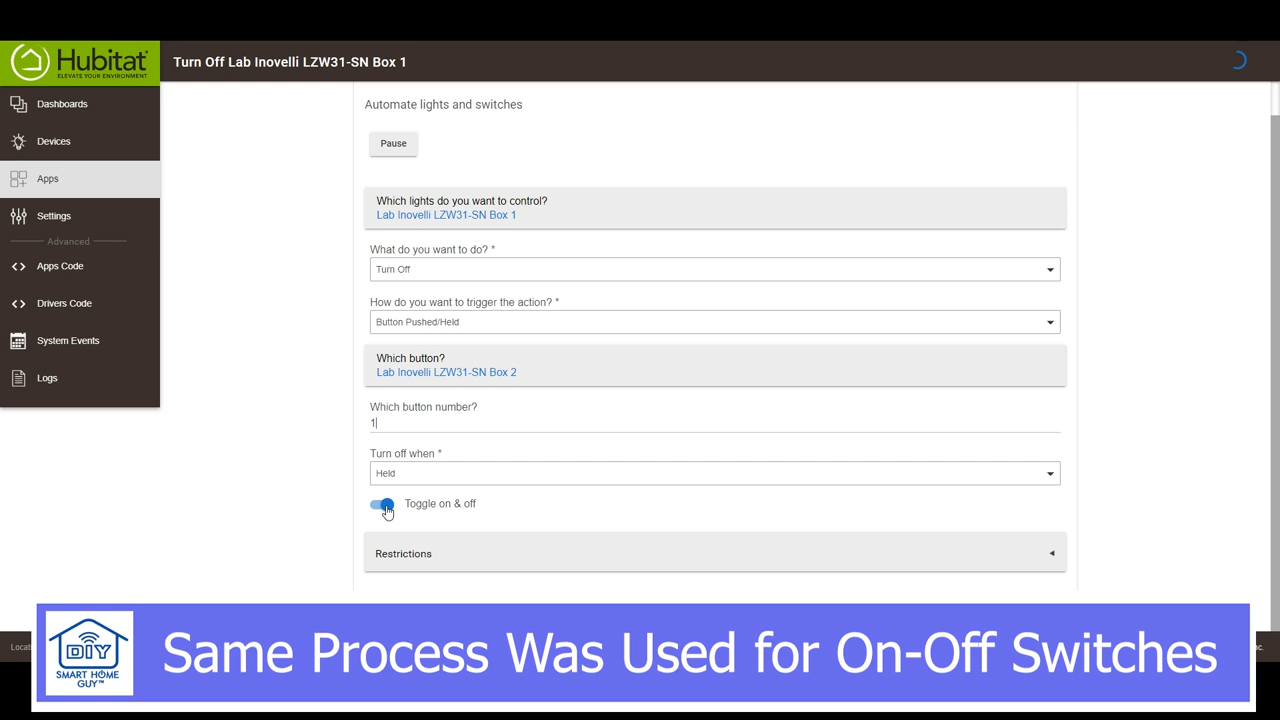 Hubitat
ELEVATE YOUR ENVIRONMENT
Turn Off Lab Inovelli LZW31-SN Box 1
Dashboards
Devices
Apps
Settings
Advanced
Apps Code
Drivers Code
System Events
Logs
Automate lights and switches
Pause
Which lights do you want to control?
Lab Inovelli LZW31-SN Box 1
What do you want to do? *
Turn Off
How do you want to trigger the action? *
Button Pushed/Held
Which button?
Lab Inovelli LZW31-SN Box 2
Which button number?
1
Turn off when *
Held
Toggle on & off
Restrictions
DIY
SMART HOME
GUY™
Same Process Was Used for On-Off Switches